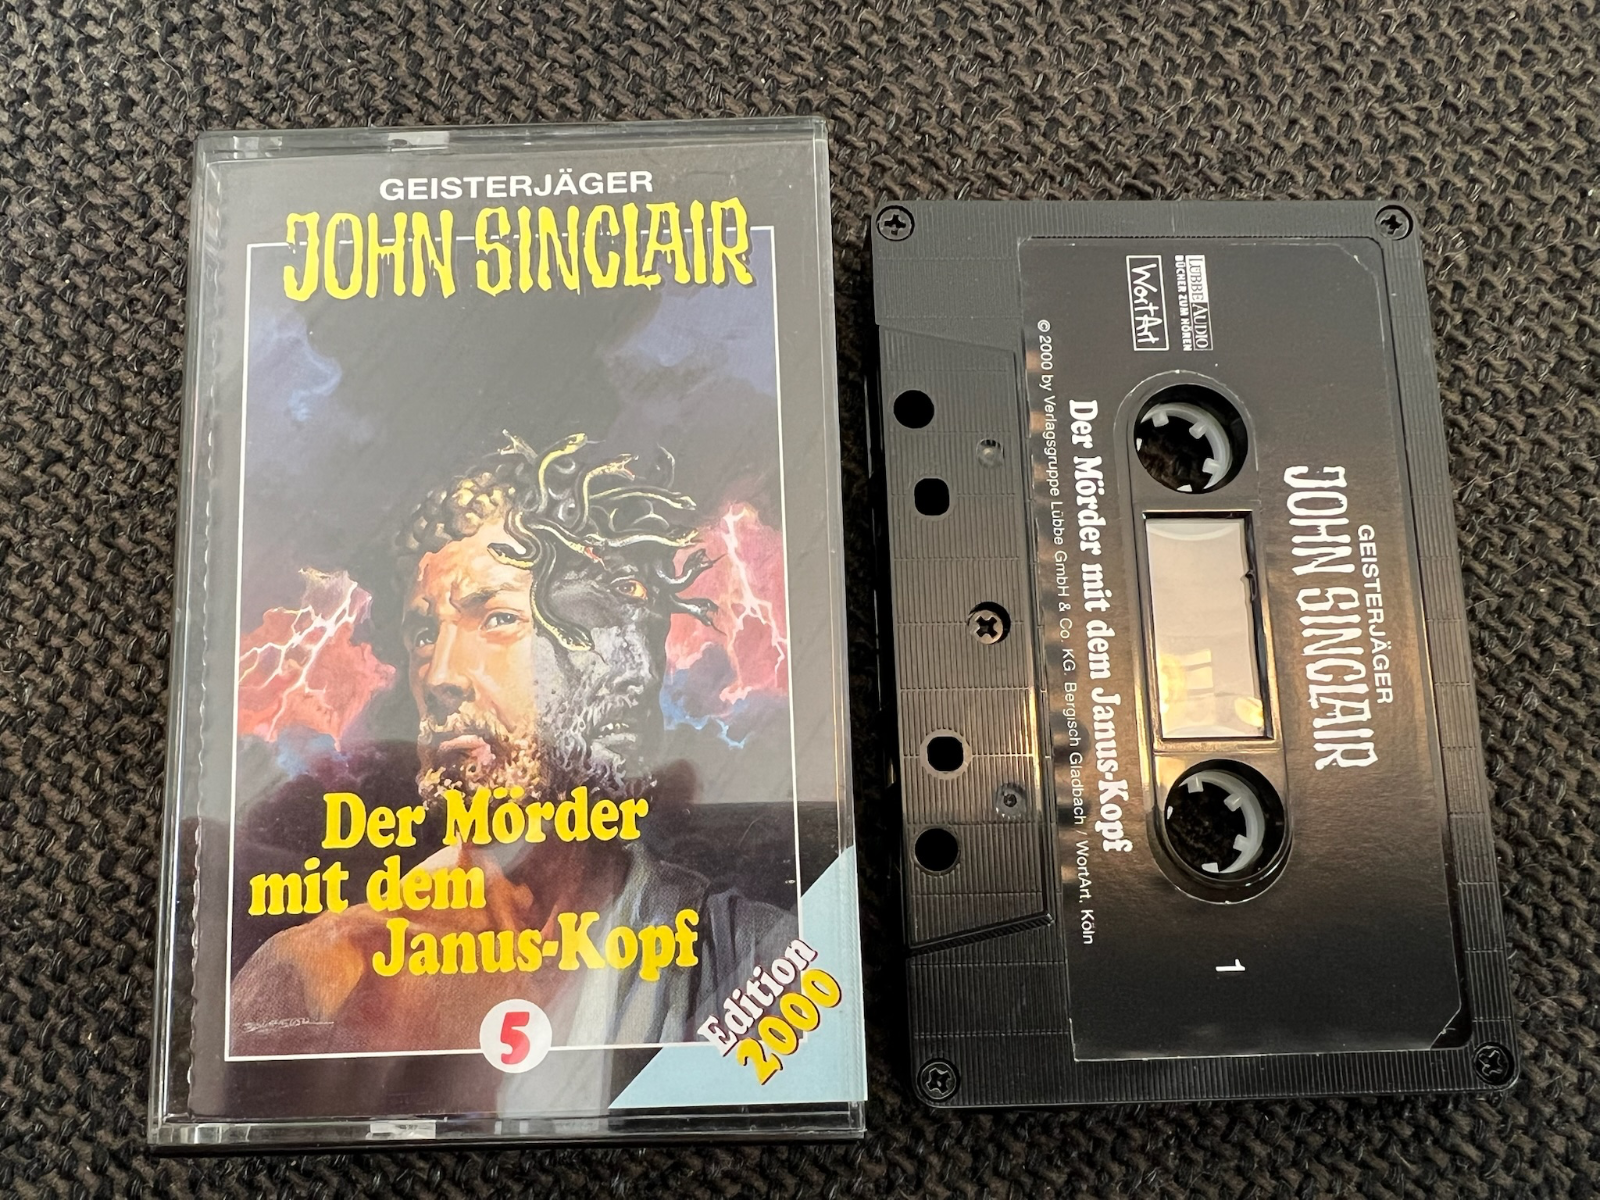 GEISTERJÄGER
JOHN SINCLAIR
Der Mörder
mit dem
Janus-Kopf
5
Edition
2000
LÜBBE AUDIO
BÜCHER ZUM HÖREN
WortArt
GEISTERJÄGER
JOHN SINCLAIR
Der Mörder mit dem Janus-Kopf
©2000 by Verlagsgruppe Lübbe GmbH & Co. KG, Bergisch Gladbach / WortArt, Köln
1